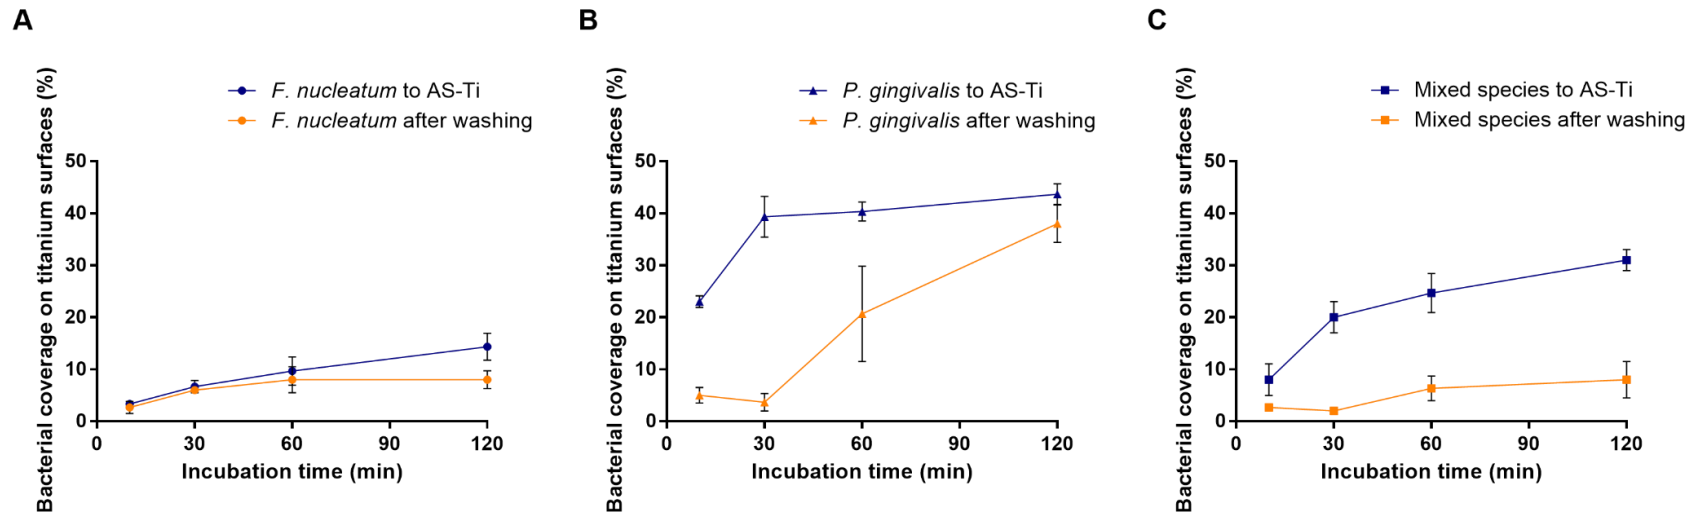 A
Bacterial coverage on titanium surfaces (%)
F. nucleatum to AS-Ti
F. nucleatum after washing
50
40
30
20
10
0
0 30 60 90 120
Incubation time (min)
B
Bacterial coverage on titanium surfaces (%)
P. gingivalis to AS-Ti
P. gingivalis after washing
50
40
30
20
10
0
0 30 60 90 120
Incubation time (min)
C
Bacterial coverage on titanium surfaces (%)
Mixed species to AS-Ti
Mixed species after washing
50
40
30
20
10
0
0 30 60 90 120
Incubation time (min)